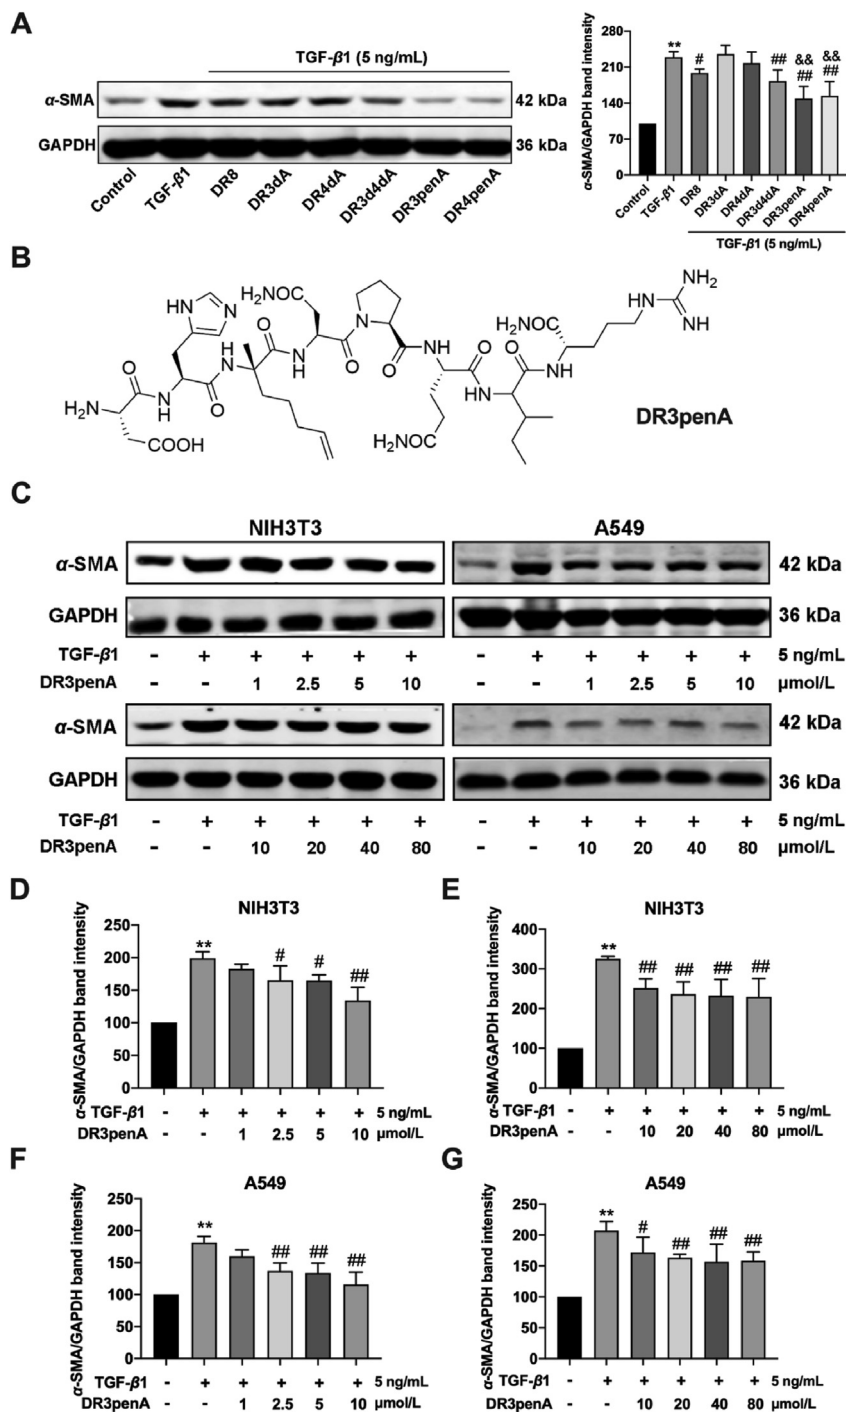 A
TGF-β1 (5 ng/mL)
α-SMA 42 kDa
GAPDH 36 kDa
Control TGF-β1 DR8 DR3dA DR4dA DR3d4dA DR3penA DR4penA
α-SMA/GAPDH band intensity
280
210
140
70
0
** # ## && ## && ##
Control TGF-β1 DR8 DR3dA DR4dA DR3d4dA DR3penA DR4penA
TGF-β1 (5 ng/mL)
B
HN N H₂NOC O N O H₂NOC HN NH₂ NH
H₂N O N H O H N O N H O O N H O N H O N H
COOH H₂NOC
DR3penA
C
NIH3T3 A549
α-SMA 42 kDa
GAPDH 36 kDa
TGF-β1 - + + + + + - + + + + + 5 ng/mL
DR3penA - - 1 2.5 5 10 - - 1 2.5 5 10 μmol/L
α-SMA 42 kDa
GAPDH 36 kDa
TGF-β1 - + + + + + - + + + + + 5 ng/mL
DR3penA - - 10 20 40 80 - - 10 20 40 80 μmol/L
D
NIH3T3
α-SMA/GAPDH band intensity
250
200
150
100
50
0
** # # ##
TGF-β1 - + + + + + 5 ng/mL
DR3penA - - 1 2.5 5 10 μmol/L
E
NIH3T3
α-SMA/GAPDH band intensity
400
300
200
100
0
** ## ## ## ##
TGF-β1 - + + + + + 5 ng/mL
DR3penA - - 10 20 40 80 μmol/L
F
A549
α-SMA/GAPDH band intensity
250
200
150
100
50
0
** ## ## ##
TGF-β1 - + + + + + 5 ng/mL
DR3penA - - 1 2.5 5 10 μmol/L
G
A549
α-SMA/GAPDH band intensity
250
200
150
100
50
0
** # ## ## ##
TGF-β1 - + + + + + 5 ng/mL
DR3penA - - 10 20 40 80 μmol/L